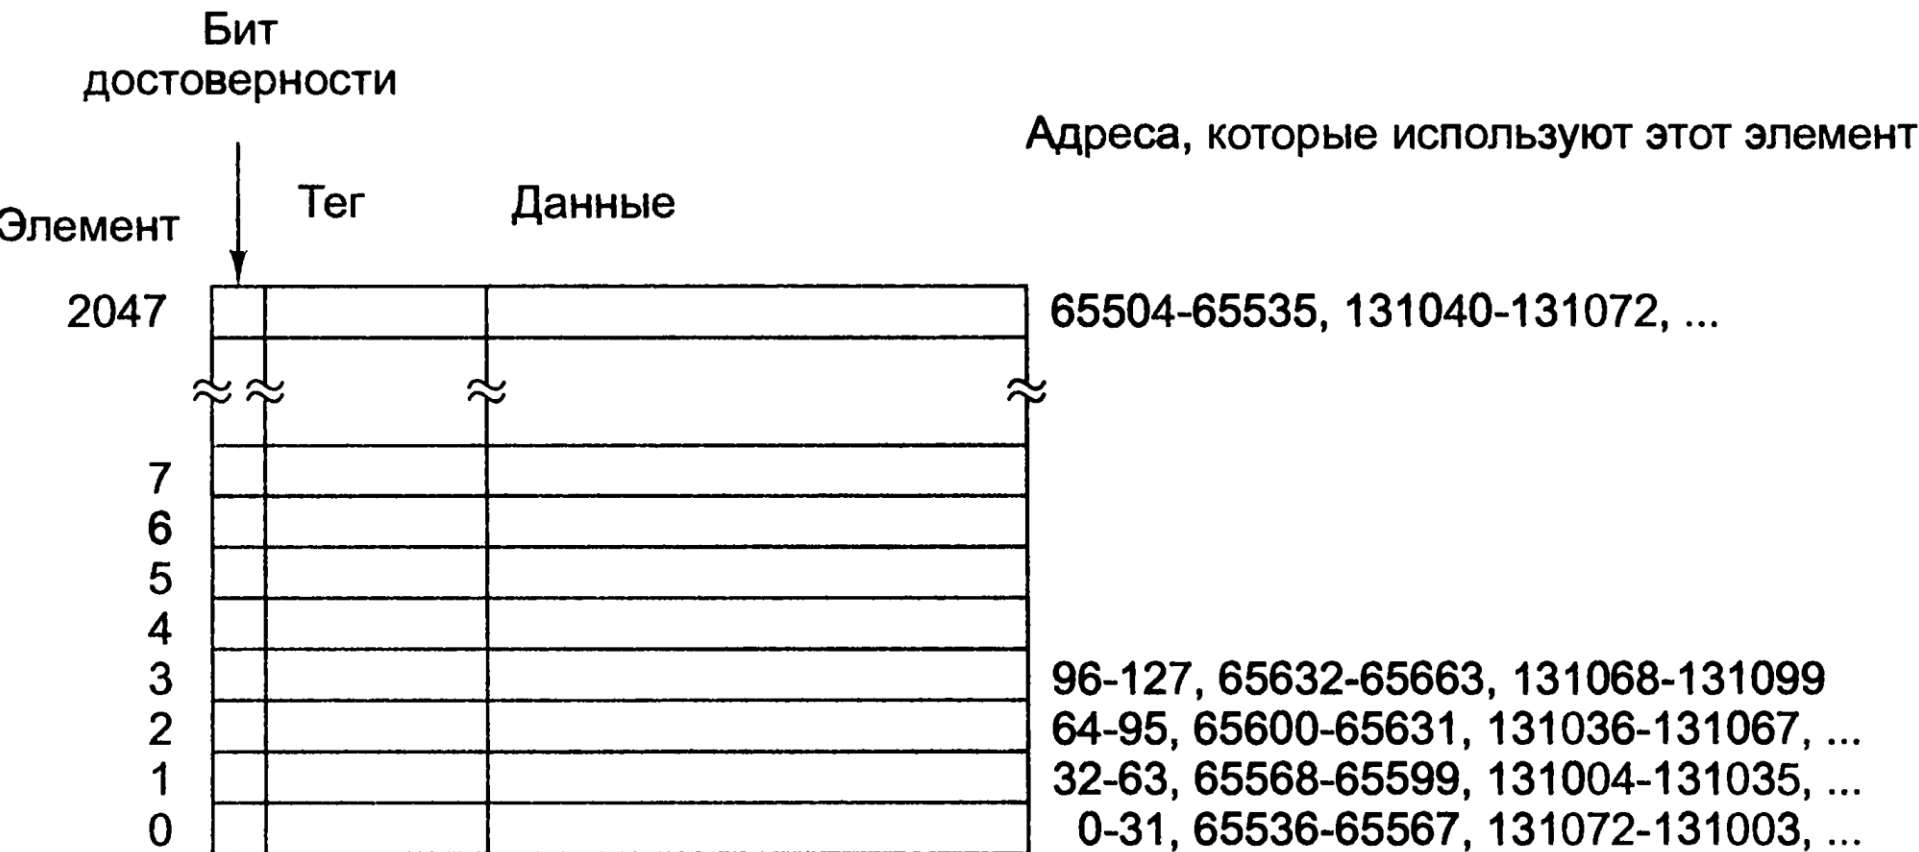 Бит
достоверности
Адреса, которые используют этот элемент
Тег
Данные
Элемент
2047
65504-65535, 131040-131072, ...
7
6
5
4
3
96-127, 65632-65663, 131068-131099
2
64-95, 65600-65631, 131036-131067, ...
1
32-63, 65568-65599, 131004-131035, ...
0
0-31, 65536-65567, 131072-131003, ...